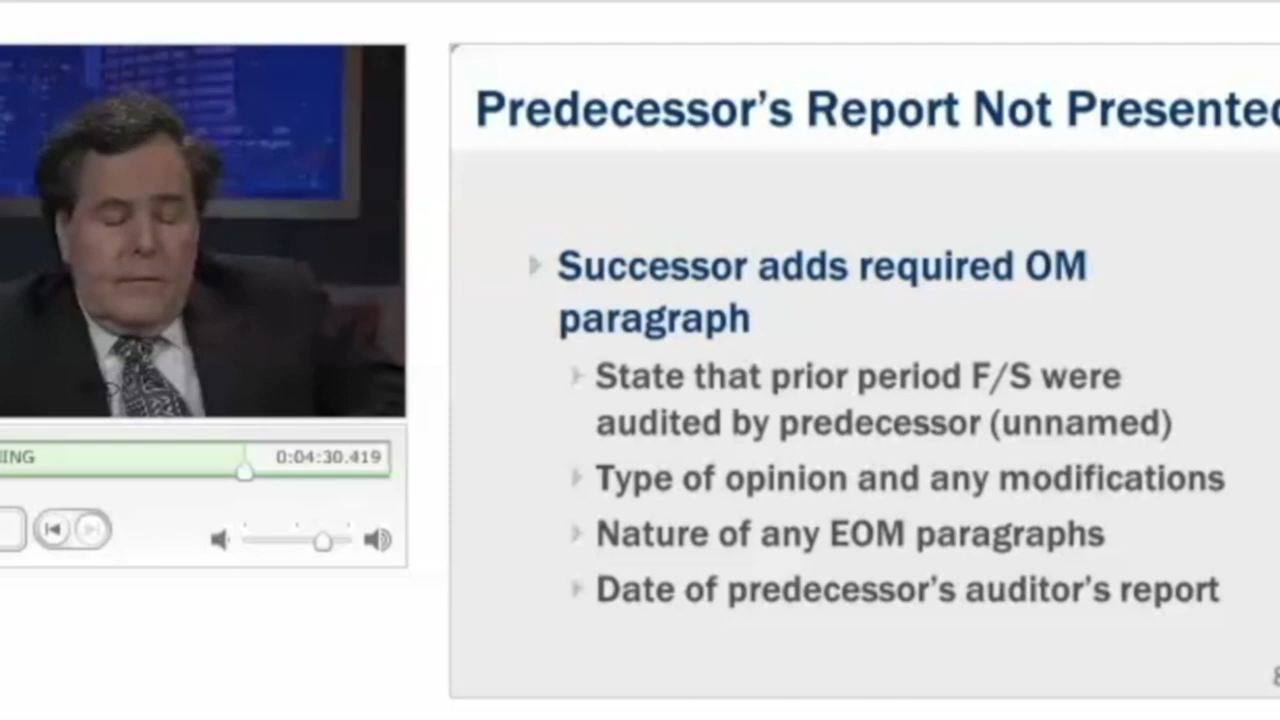 Predecessor's Report Not Presented
Successor adds required OM
paragraph
State that prior period F/S were
audited by predecessor (unnamed)
Type of opinion and any modifications
Nature of any EOM paragraphs
Date of predecessor's auditor's report
ING
0:04:30.419
8